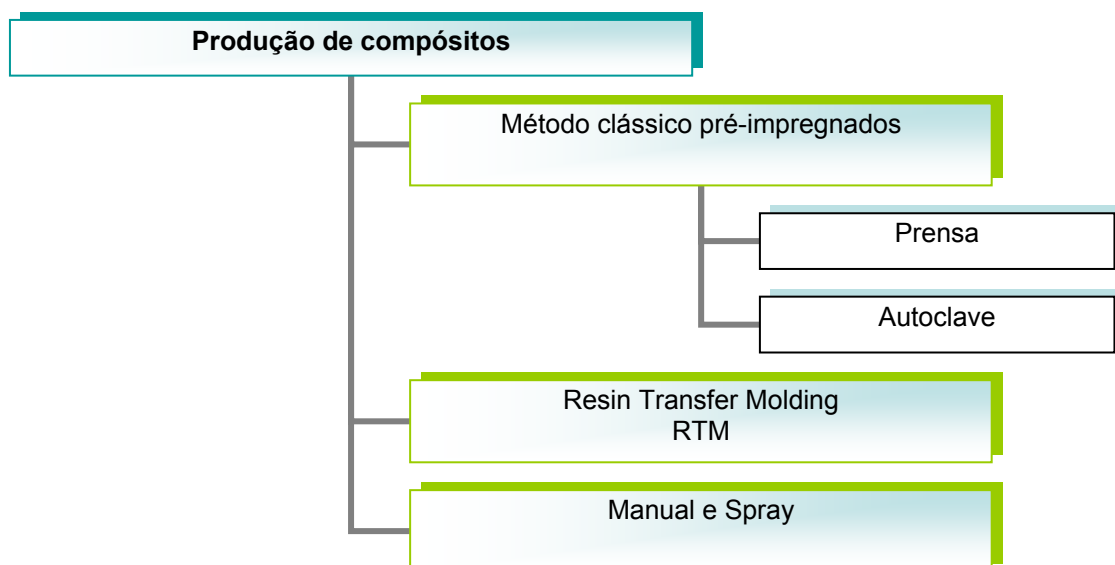 Produção de compósitos
Método clássico pré-impregnados
Prensa
Autoclave
Resin Transfer Molding
RTM
Manual e Spray